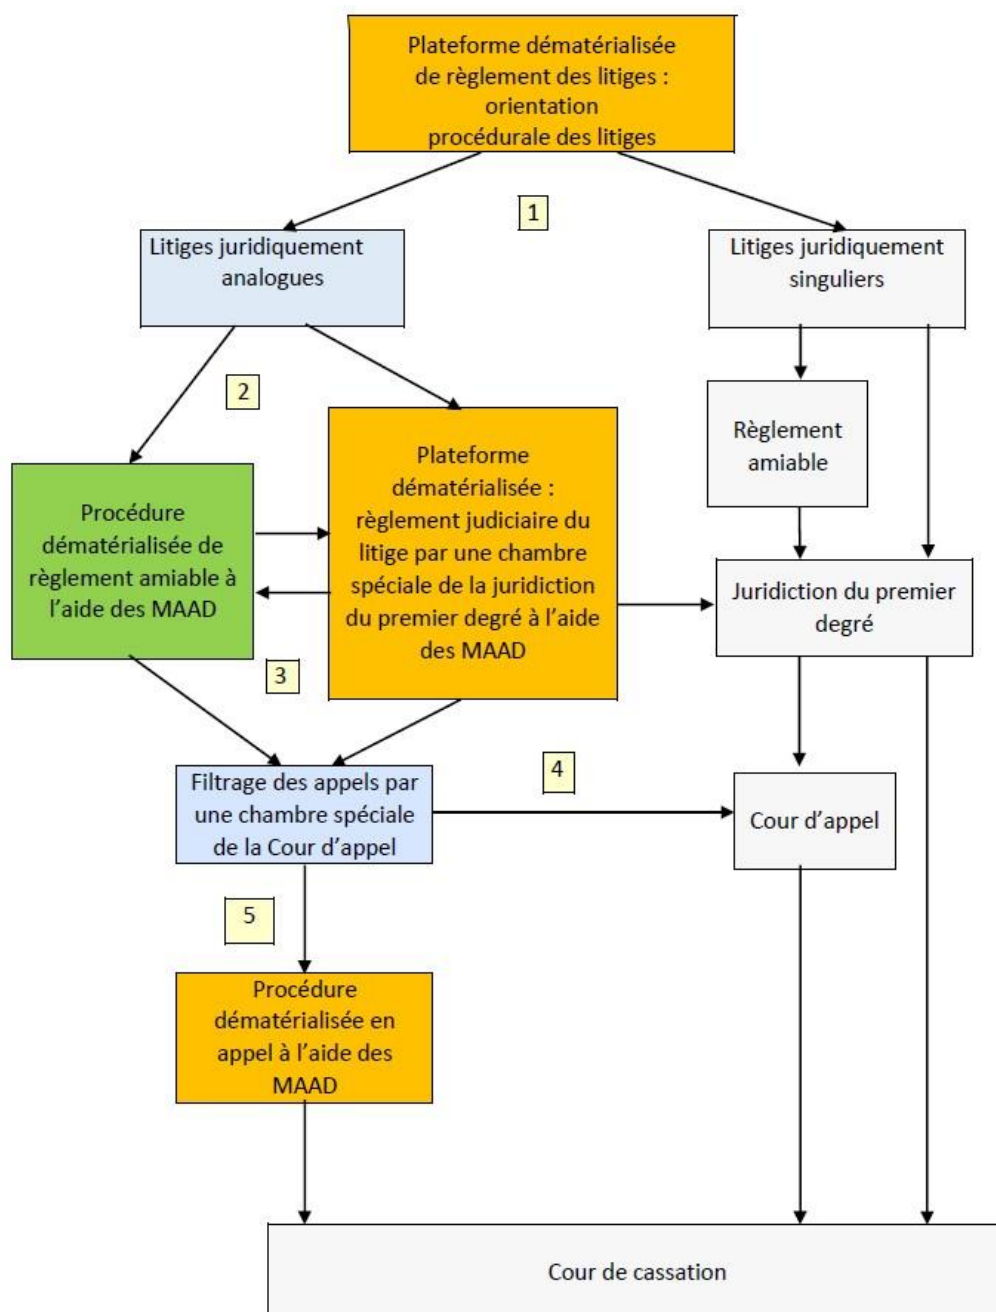 Plateforme dématérialisée
de règlement des litiges :
orientation
procédurale des litiges
1
Litiges juridiquement
analogues
Litiges juridiquement
singuliers
2
Règlement
amiable
Procédure
dématérialisée de
règlement amiable à
l'aide des MAAD
Plateforme
dématérialisée :
règlement judiciaire du
litige par une chambre
spéciale de la juridiction
du premier degré à l'aide
des MAAD
Juridiction du premier
degré
3
Filtrage des appels par
une chambre spéciale
de la Cour d'appel
4
Cour d'appel
5
Procédure
dématérialisée en
appel à l'aide des
MAAD
Cour de cassation